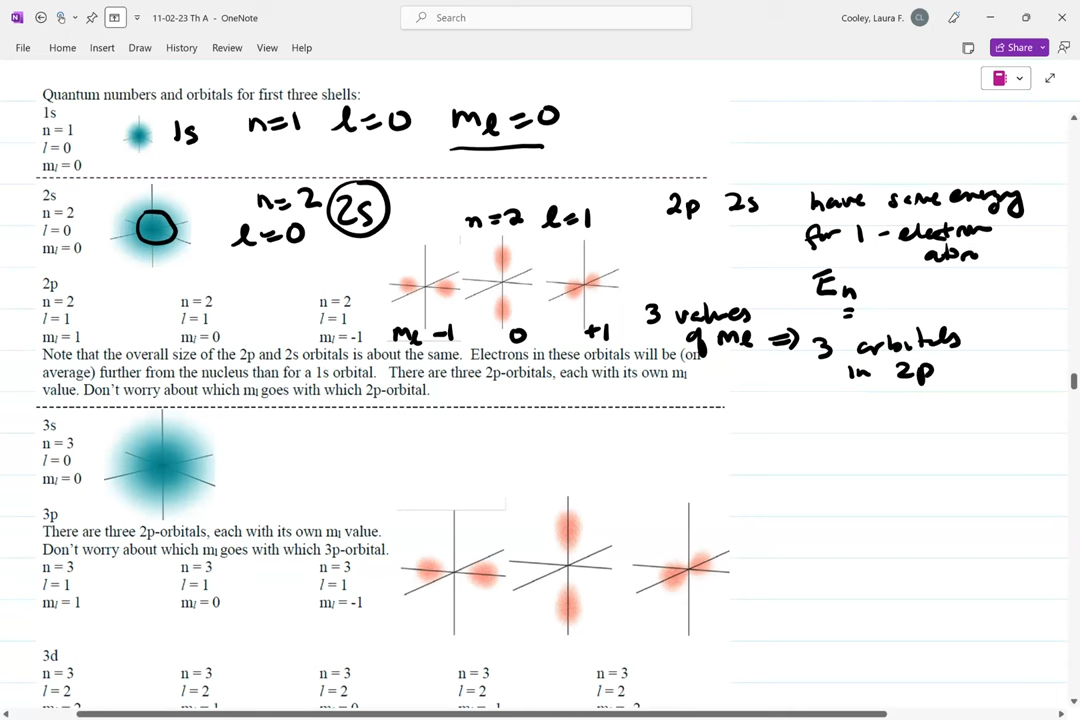 11-02-23 Th A - OneNote
Search
Cooley, Laura F.
CL
File Home Insert Draw History Review View Help
Share
Quantum numbers and orbitals for first three shells:
1s
n = 1
l = 0
ml = 0
1s n=1 l=0 ml=0
2s
n = 2
l = 0
ml = 0
n=2 2s
l=0
n=2 l=1
2p 2s have same energy
for 1-electron
atom
En
2p
n = 2 n = 2 n = 2
l = 1 l = 1 l = 1
ml = 1 ml = 0 ml = -1
ml -1 0 +1
3 values
of ml => 3 orbitals
in 2p
Note that the overall size of the 2p and 2s orbitals is about the same. Electrons in these orbitals will be (on
average) further from the nucleus than for a 1s orbital. There are three 2p-orbitals, each with its own ml
value. Don't worry about which ml goes with which 2p-orbital.
3s
n = 3
l = 0
ml = 0
3p
There are three 2p-orbitals, each with its own ml value.
Don't worry about which ml goes with which 3p-orbital.
n = 3 n = 3 n = 3
l = 1 l = 1 l = 1
ml = 1 ml = 0 ml = -1
3d
n = 3 n = 3 n = 3 n = 3 n = 3
l = 2 l = 2 l = 2 l = 2 l = 2